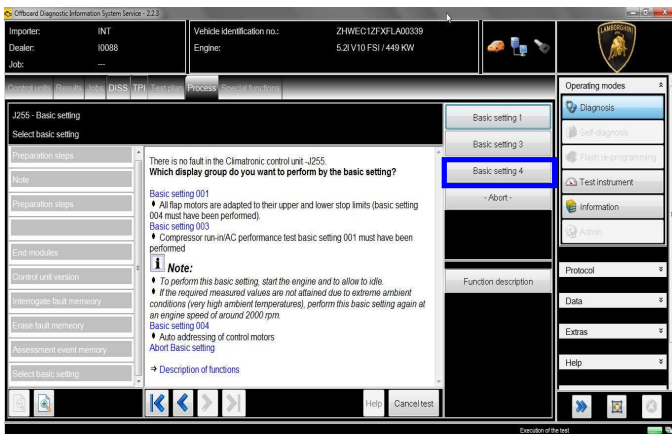 Offboard Diagnostic Information System Service - 2.2.3
Importer: INT
Dealer: I0088
Job: ---
Vehicle identification no.: ZHWEC1ZFXFLA00339
Engine: 5.2l V10 FSI / 449 KW
LAMBORGHINI
Control units Results Jobs DISS TPI Test plan Process Special functions
J255 - Basic setting
Select basic setting
Preparation steps
Note
Preparation steps
End modules
Control unit version
Interrogate fault memeory
Erase fault memeory
Assessment event memory
Select basic setting
There is no fault in the Climatronic control unit -J255.
Which display group do you want to perform by the basic setting?
Basic setting 001
All flap motors are adapted to their upper and lower stop limits (basic setting
004 must have been performed).
Basic setting 003
Compressor run-in/AC performance test basic setting 001 must have been
performed
i Note:
To perform this basic setting, start the engine and to allow to idle.
If the required measured values are not attained due to extreme ambient
conditions (very high ambient temperatures), perform this basic setting again at
an engine speed of around 2000 rpm.
Basic setting 004
Auto addressing of control motors
Abort Basic setting
⇒ Description of functions
Help Cancel test
Basic setting 1
Basic setting 3
Basic setting 4
- Abort -
Function description
Operating modes
Diagnosis
Self-diagnosis
Flash re-programming
Test instrument
Information
Admin
Protocol
Data
Extras
Help
Execution of the test